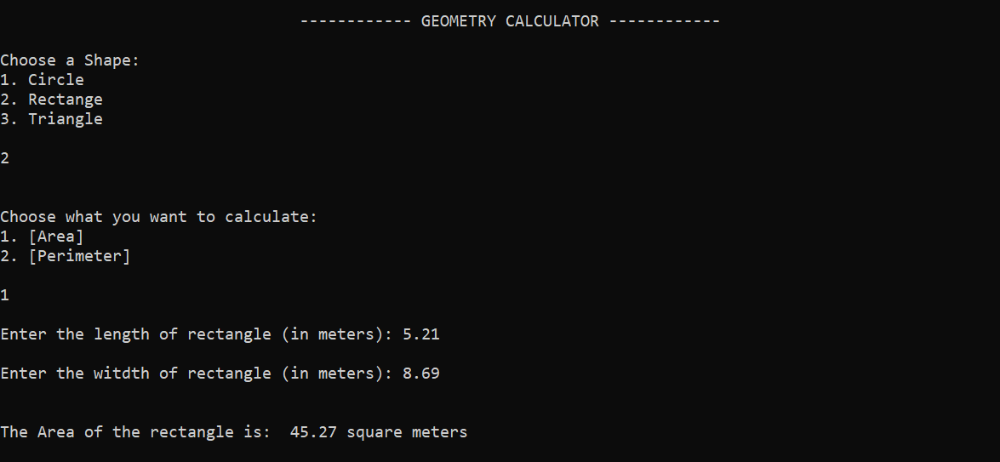 ------------ GEOMETRY CALCULATOR ------------
Choose a Shape:
1. Circle
2. Rectange
3. Triangle
2
Choose what you want to calculate:
1. [Area]
2. [Perimeter]
1
Enter the length of rectangle (in meters): 5.21
Enter the witdth of rectangle (in meters): 8.69
The Area of the rectangle is:  45.27 square meters